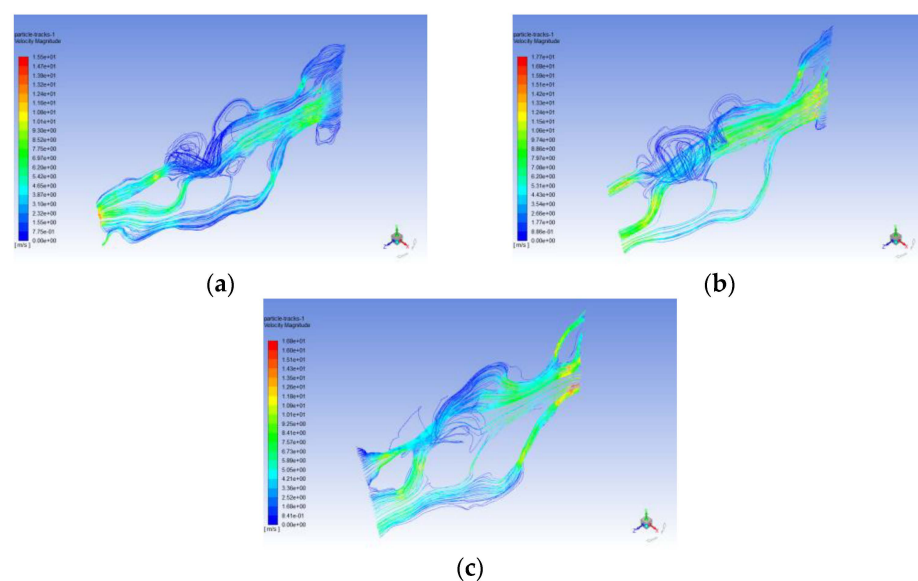 particle-tracks-1
Velocity Magnitude
1.55e+01
1.47e+01
1.39e+01
1.32e+01
1.24e+01
1.16e+01
1.08e+01
1.01e+01
9.30e+00
8.52e+00
7.75e+00
6.97e+00
6.20e+00
5.42e+00
4.65e+00
3.87e+00
3.10e+00
2.32e+00
1.55e+00
7.75e-01
0.00e+00
[ m/s ]
(a)
particle-tracks-1
Velocity Magnitude
1.77e+01
1.68e+01
1.59e+01
1.51e+01
1.42e+01
1.33e+01
1.24e+01
1.15e+01
1.06e+01
9.74e+00
8.86e+00
7.97e+00
7.08e+00
6.20e+00
5.31e+00
4.43e+00
3.54e+00
2.66e+00
1.77e+00
8.86e-01
0.00e+00
[ m/s ]
(b)
particle-tracks-1
Velocity Magnitude
1.68e+01
1.60e+01
1.51e+01
1.43e+01
1.35e+01
1.26e+01
1.18e+01
1.09e+01
1.01e+01
9.25e+00
8.41e+00
7.57e+00
6.73e+00
5.89e+00
5.05e+00
4.21e+00
3.36e+00
2.52e+00
1.68e+00
8.41e-01
0.00e+00
[ m/s ]
(c)